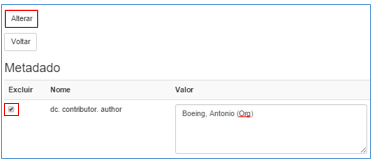 Alterar
Voltar
Metadado
Excluir Nome Valor
dc. contributor. author Boeing, Antonio (Org)